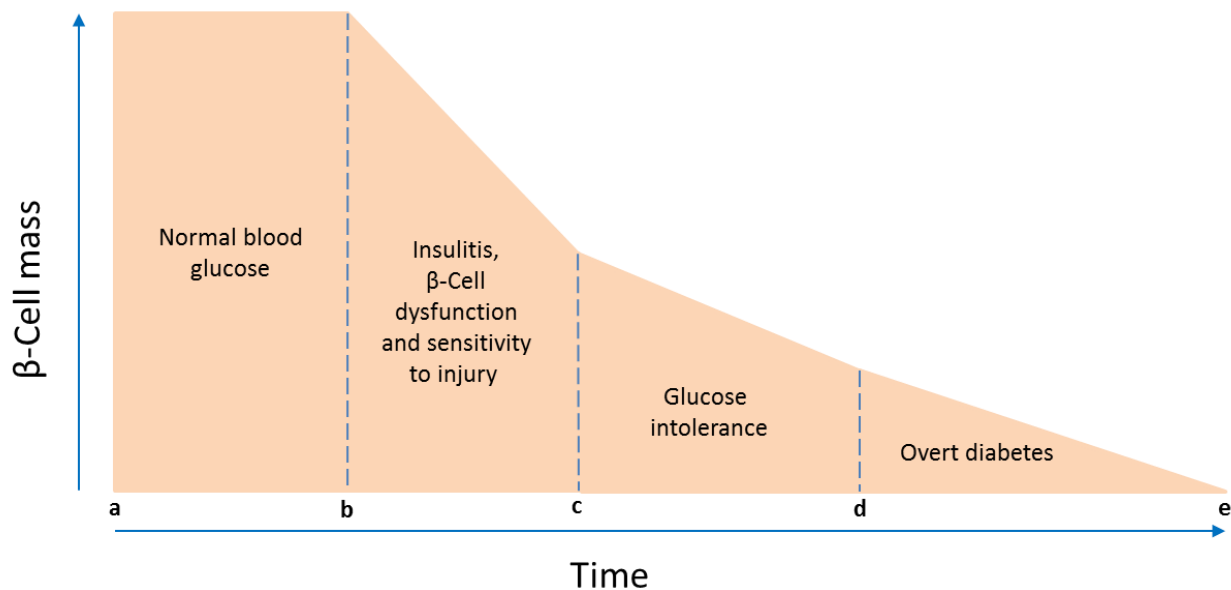 β-Cell mass
Normal blood
glucose
Insulitis,
β-Cell
dysfunction
and sensitivity
to injury
Glucose
intolerance
Overt diabetes
a
b
c
d
e
Time